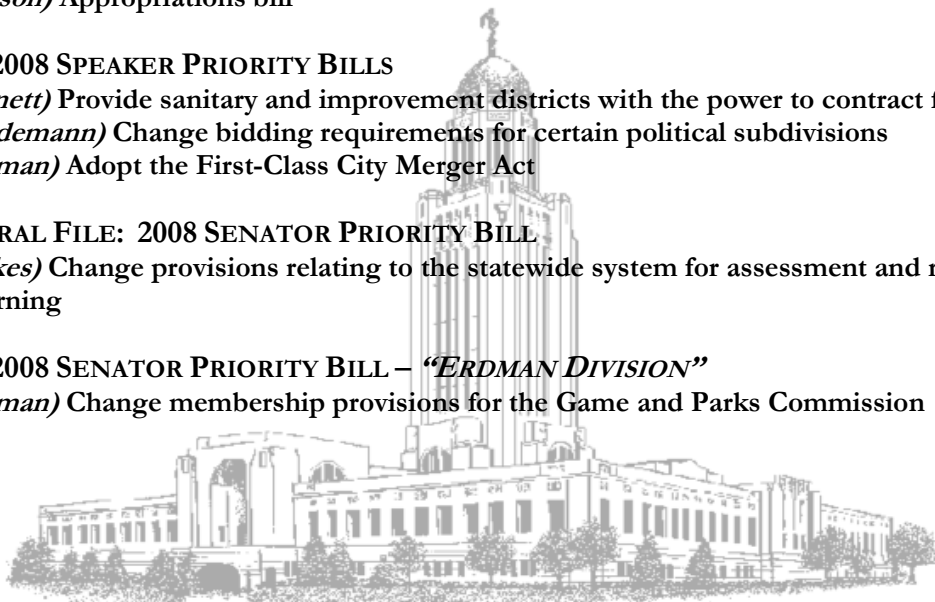 son) Appropriations bill
2008 SPEAKER PRIORITY BILLS
nett) Provide sanitary and improvement districts with the power to contract f
demann) Change bidding requirements for certain political subdivisions
man) Adopt the First-Class City Merger Act
RAL FILE: 2008 SENATOR PRIORITY BILL
kes) Change provisions relating to the statewide system for assessment and r
rning
2008 SENATOR PRIORITY BILL – “ERDMAN DIVISION”
man) Change membership provisions for the Game and Parks Commission